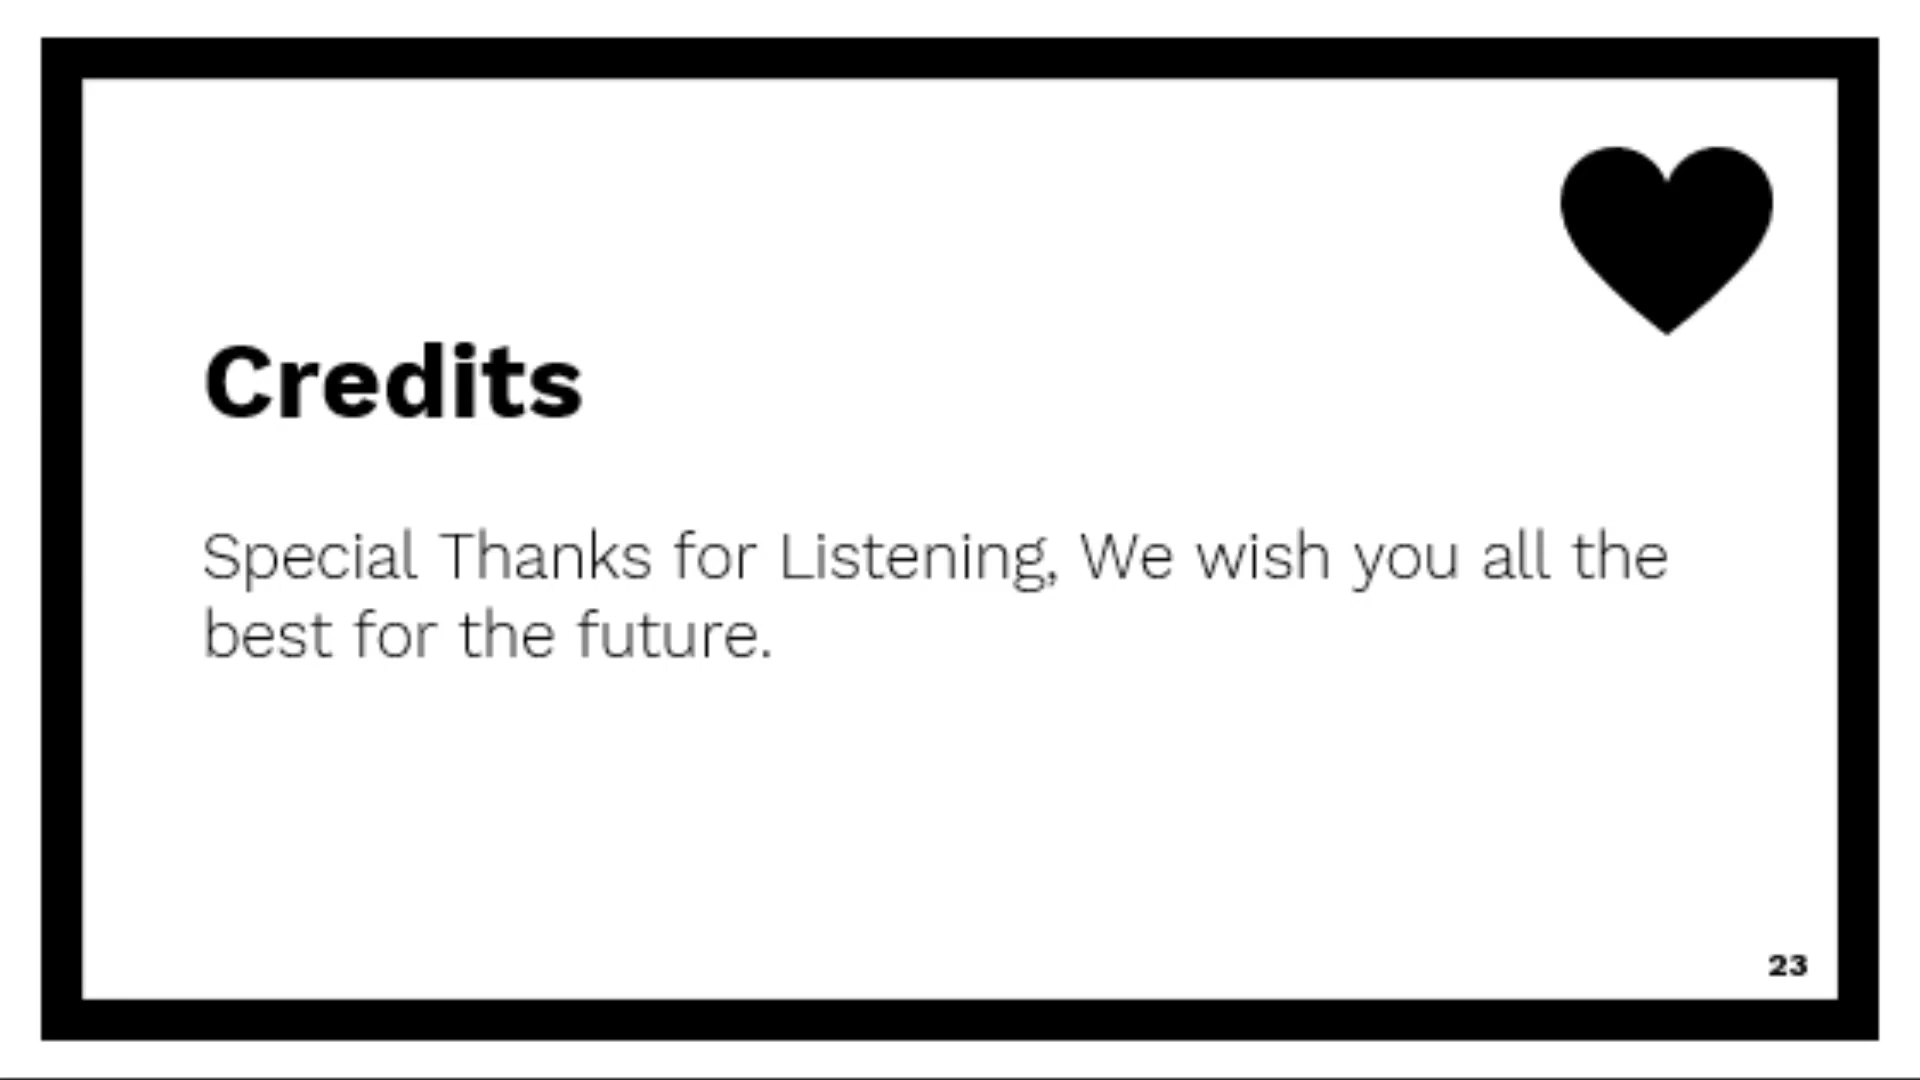 Credits
Special Thanks for Listening, We wish you all the
best for the future.
23